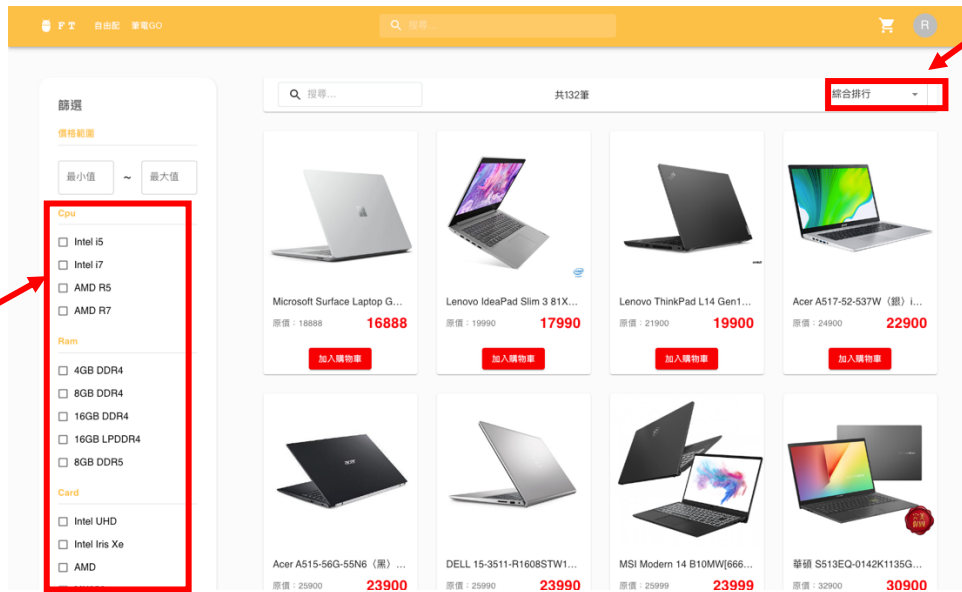 F T 自由配 筆電GO 搜尋... R
篩選
價格範圍
最小值 ~ 最大值
Cpu
Intel i5
Intel i7
AMD R5
AMD R7
Ram
4GB DDR4
8GB DDR4
16GB DDR4
16GB LPDDR4
8GB DDR5
Card
Intel UHD
Intel Iris Xe
AMD
搜尋... 共132筆 綜合排行
Microsoft Surface Laptop G...
原價：18888 16888
加入購物車
Lenovo IdeaPad Slim 3 81X...
原價：19990 17990
加入購物車
Lenovo ThinkPad L14 Gen1...
原價：21900 19900
加入購物車
Acer A517-52-537W（銀）i...
原價：24900 22900
加入購物車
Acer A515-56G-55N6（黑）...
原價：25900 23900
DELL 15-3511-R1608STW1...
原價：25990 23990
MSI Modern 14 B10MW[666...
原價：25999 23999
華碩 S513EQ-0142K1135G...
原價：32900 30900